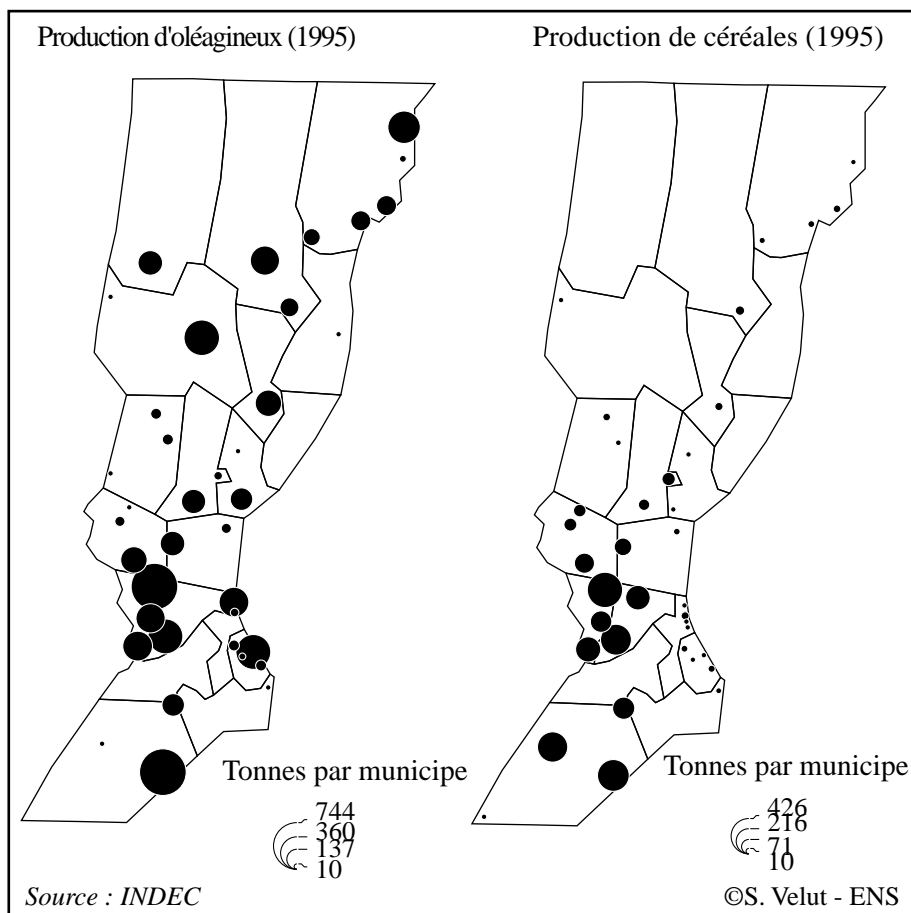 Production d'oléagineux (1995)
Production de céréales (1995)
Tonnes par municipe
744
360
137
10
Tonnes par municipe
426
216
71
10
Source : INDEC
©S. Velut - ENS